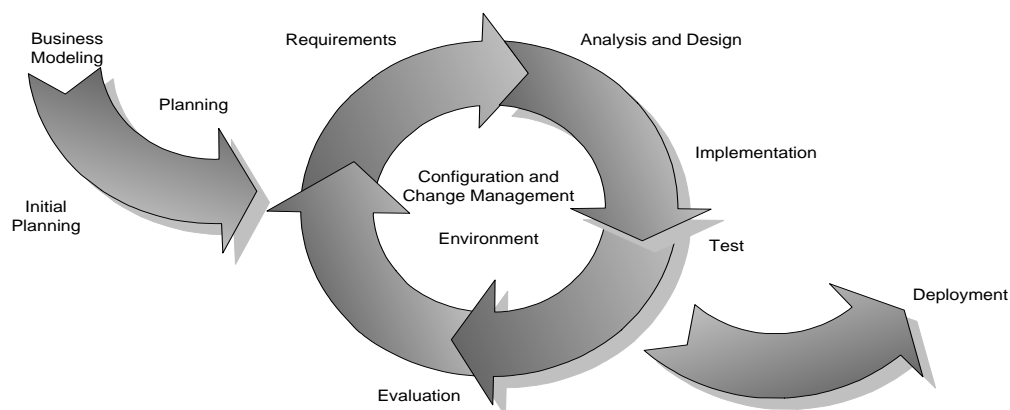 Business
Modeling
Planning
Initial
Planning
Requirements
Analysis and Design
Configuration and
Change Management
Environment
Implementation
Test
Evaluation
Deployment